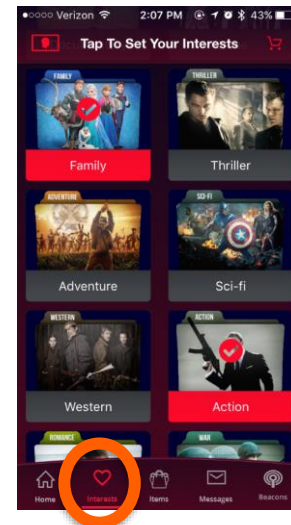 Verizon 2:07 PM 43%
Tap To Set Your Interests
FAMILY THRILLER
Family Thriller
ADVENTURE SCI-FI
Adventure Sci-fi
WESTERN ACTION
Western Action
ROMANCE WAR
Home Interests Items Messages Beacons